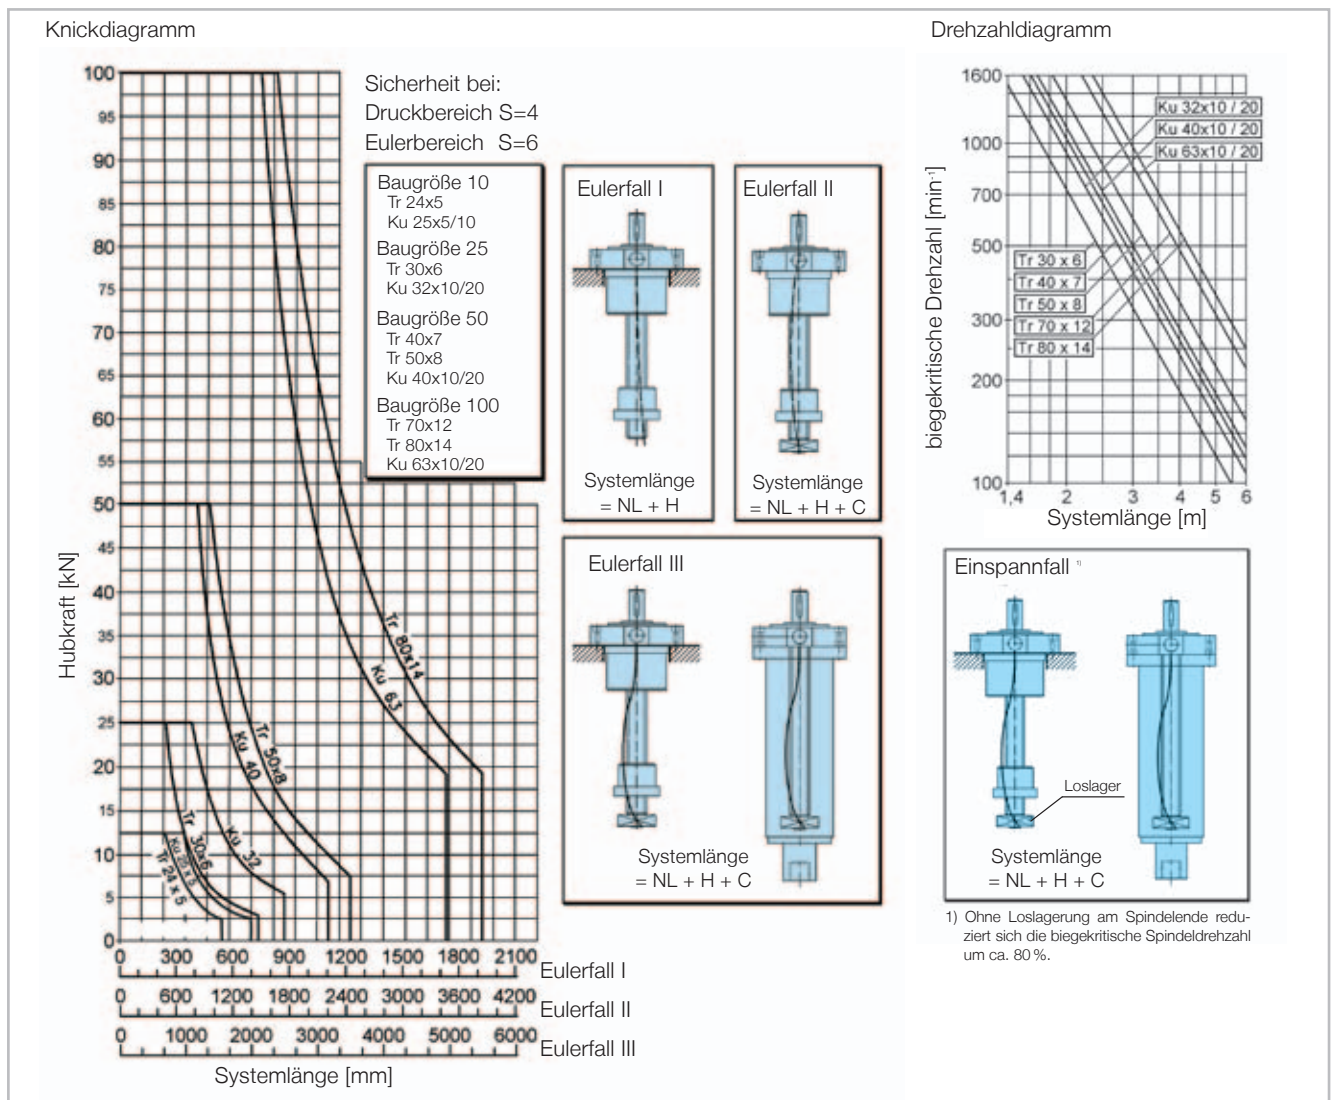 Knickdiagramm
100
95
90
85
80
75
70
65
60
55
50
45
40
35
30
25
20
15
10
5
0
Hubkraft [kN]
Sicherheit bei:
Druckbereich S=4
Eulerbereich S=6
Baugröße 10
Tr 24x5
Ku 25x5/10
Baugröße 25
Tr 30x6
Ku 32x10/20
Baugröße 50
Tr 40x7
Tr 50x8
Ku 40x10/20
Baugröße 100
Tr 70x12
Tr 80x14
Ku 63x10/20
Tr 80x14
Ku 63
Tr 50x8
Ku 40
Ku 32
Tr 30x6
Ku 25 x 5
Tr 24 x 5
0 300 600 900 1200 1500 1800 2100
Eulerfall I
0 600 1200 1800 2400 3000 3600 4200
Eulerfall II
0 1000 2000 3000 4000 5000 6000
Eulerfall III
Systemlänge [mm]
Eulerfall I
Systemlänge
= NL + H
Eulerfall II
Systemlänge
= NL + H + C
Eulerfall III
Systemlänge
= NL + H + C
Drehzahldiagramm
biegekritische Drehzahl [min⁻¹]
1600
1000
700
500
300
200
100
Ku 32x10 / 20
Ku 40x10 / 20
Ku 63x10 / 20
Tr 30 x 6
Tr 40 x 7
Tr 50 x 8
Tr 70 x 12
Tr 80 x 14
1,4 2 3 4 5 6
Systemlänge [m]
Einspannfall ¹⁾
Loslager
Systemlänge
= NL + H + C
1) Ohne Loslagerung am Spindelende redu-
ziert sich die biegekritische Spindeldrehzahl
um ca. 80 %.